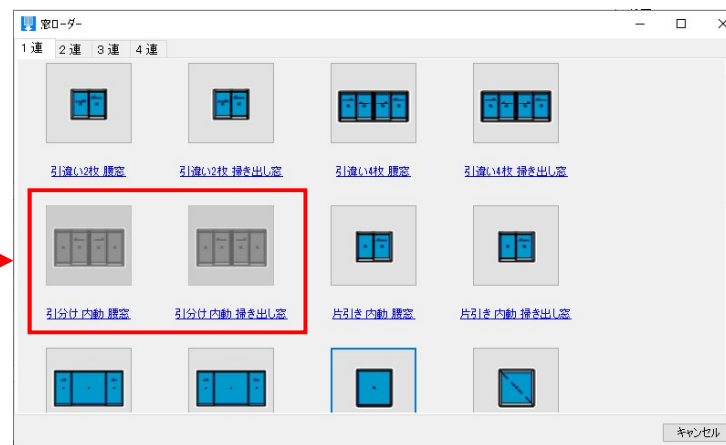 窓ローダー
1連 2連 3連 4連
引違い2枚 腰窓 引違い2枚 掃き出し窓 引違い4枚 腰窓 引違い4枚 掃き出し窓
引分け 内動 腰窓 引分け 内動 掃き出し窓 片引き 内動 腰窓 片引き 内動 掃き出し窓
キャンセル